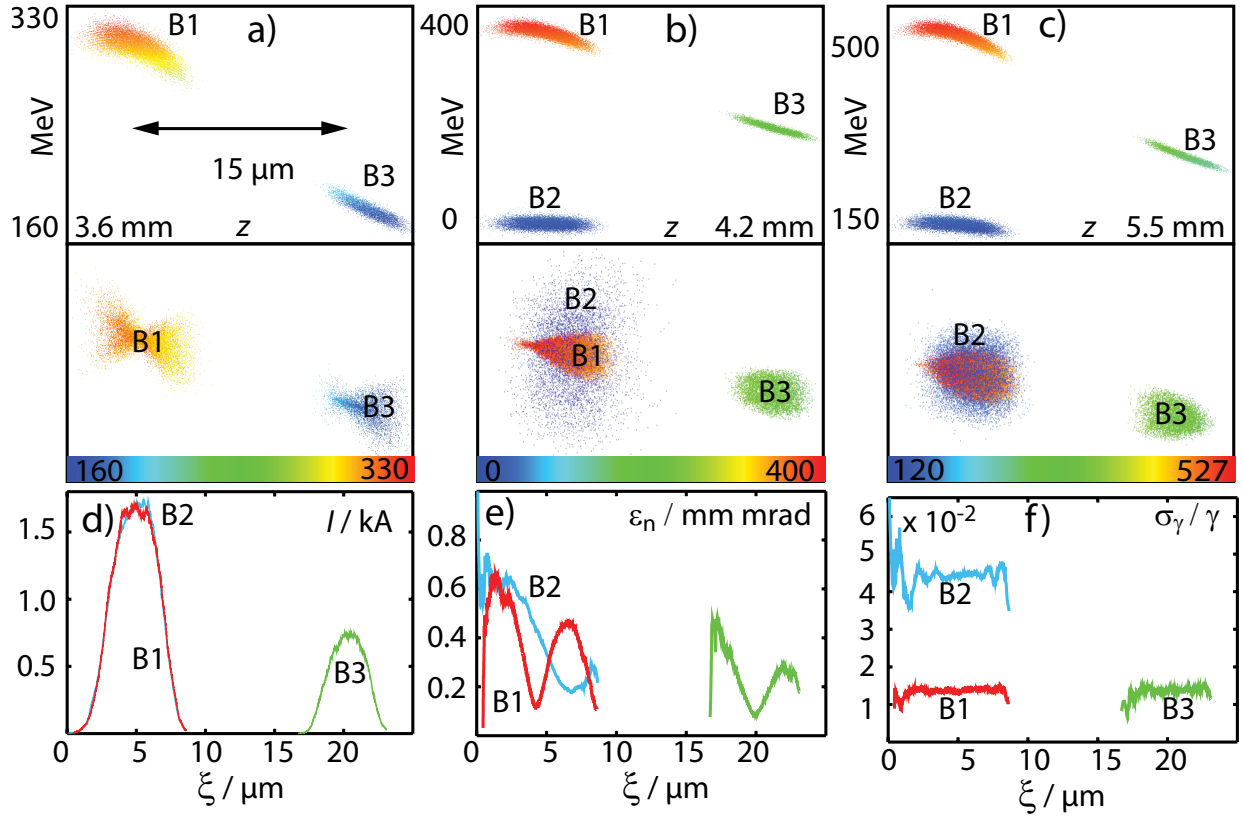 330 B1 a)
MeV
15 μm
B3
160 3.6 mm z
B1
B3
160 330
400 B1 b)
MeV
B3
B2
0 z 4.2 mm
B2
B1
B3
0 400
B1 c)
500
MeV
B3
B2
150 z 5.5 mm
B2
B3
120 527
d) B2 I / kA
1.5
1.0
B1
0.5
B3
0 5 10 15 20
ξ / μm
e) εn / mm mrad
0.8
0.6
B2
0.4
0.2
B1
0 5 10 15 20
ξ / μm
6 x 10-2 f) σγ / γ
5
4
B2
3
2
1 B1 B3
0 5 10 15 20
ξ / μm